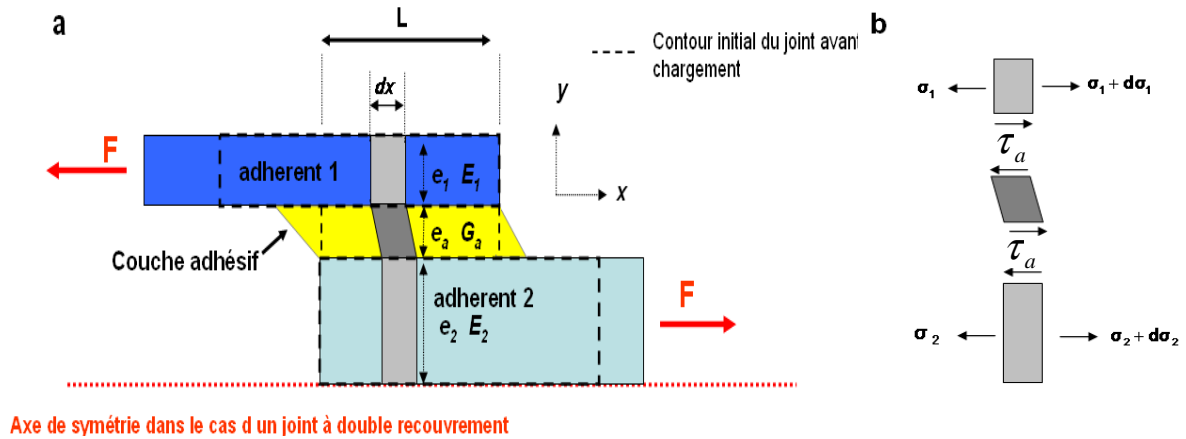 a
b
L
Contour initial du joint avant
chargement
dx
y
x
F
adherent 1
e1 E1
ea Ga
Couche adhésif
adherent 2
e2 E2
F
σ1
σ1 + dσ1
τa
τa
σ2
σ2 + dσ2
Axe de symétrie dans le cas d un joint à double recouvrement